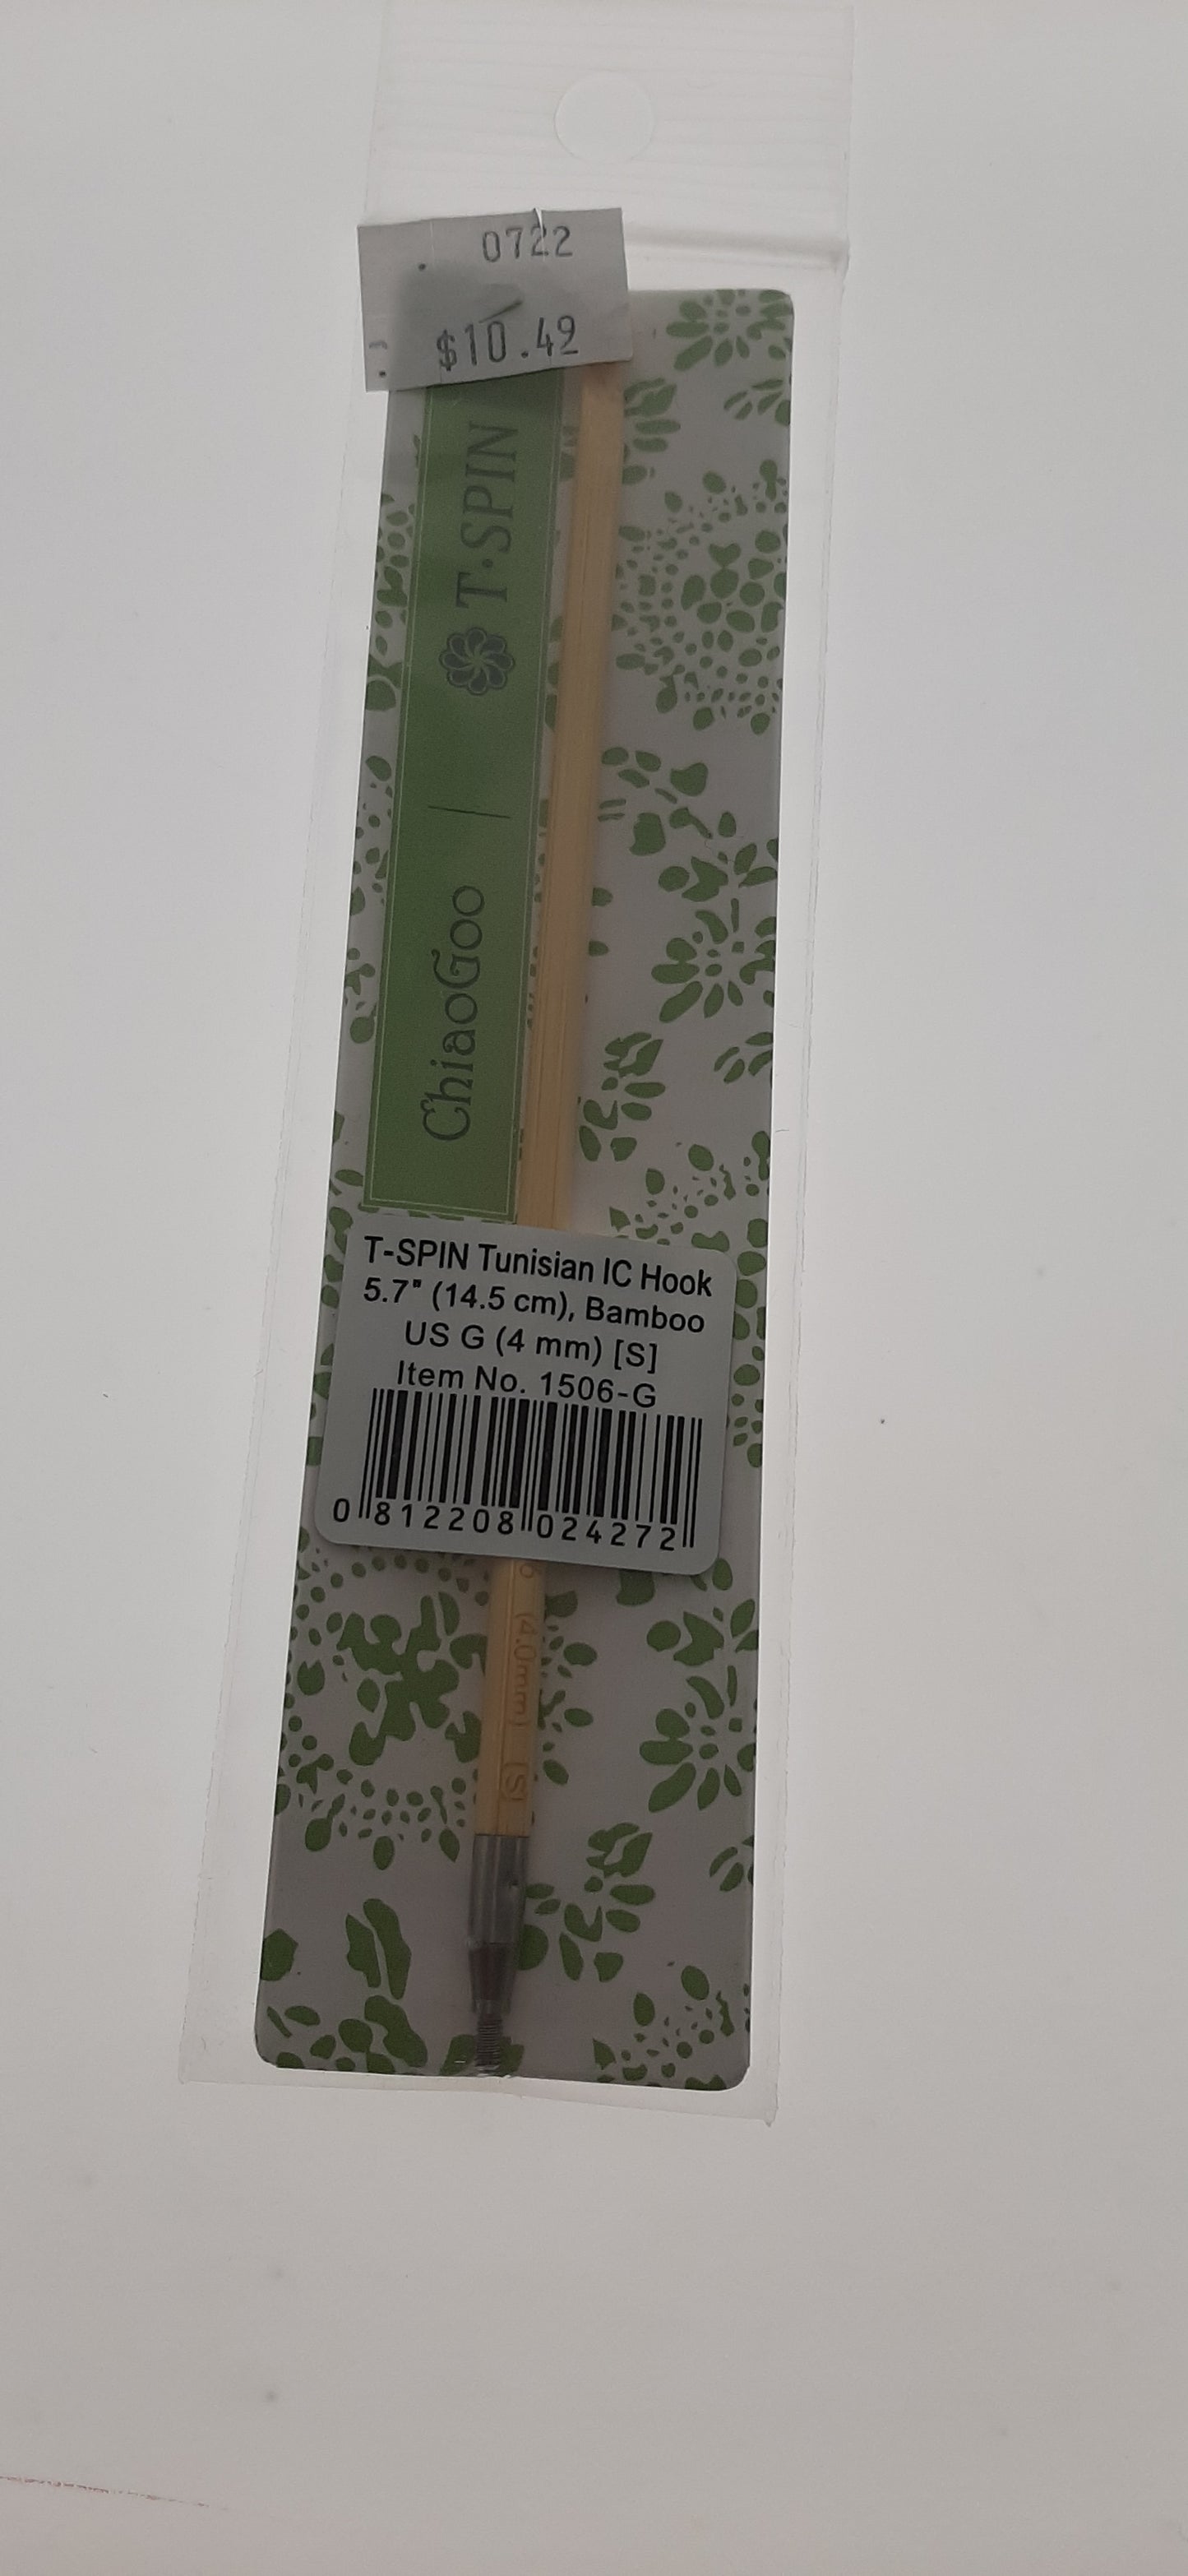 0722
$10.49
ChiaoGoo | T·SPIN
T-SPIN Tunisian IC Hook
5.7" (14.5 cm), Bamboo
US G (4 mm) [S]
Item No. 1506-G
0 812208 024272
(4.0mm) [S]